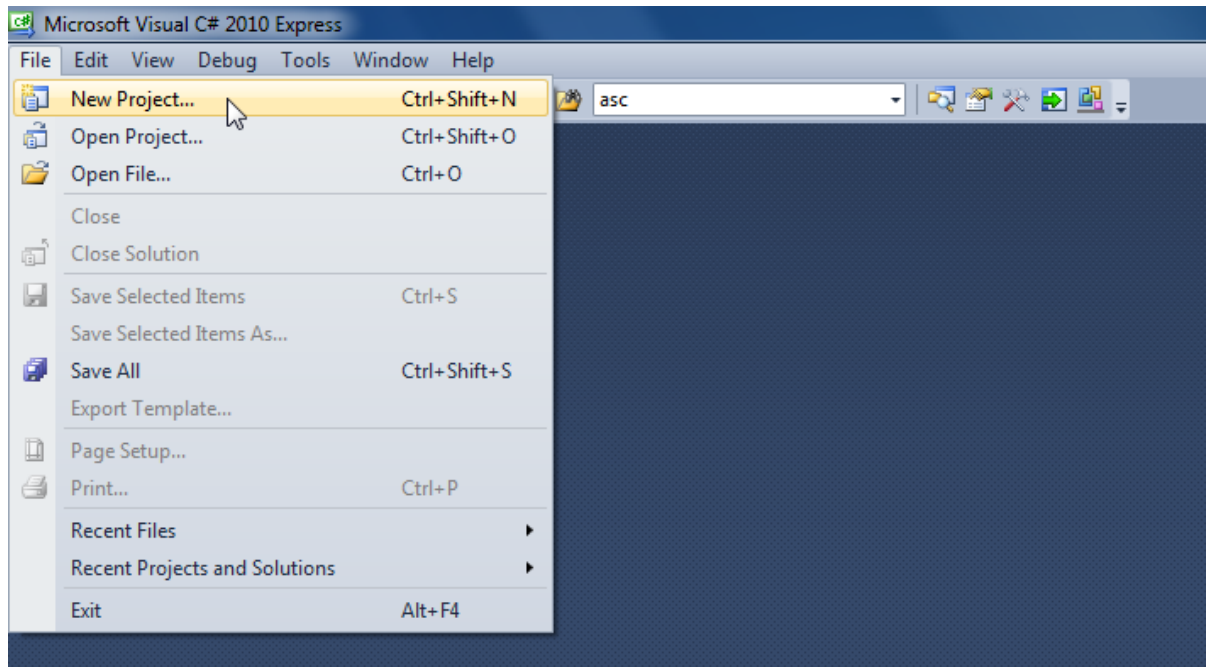 Microsoft Visual C# 2010 Express
File Edit View Debug Tools Window Help
New Project... Ctrl+Shift+N asc
Open Project... Ctrl+Shift+O
Open File... Ctrl+O
Close
Close Solution
Save Selected Items Ctrl+S
Save Selected Items As...
Save All Ctrl+Shift+S
Export Template...
Page Setup...
Print... Ctrl+P
Recent Files
Recent Projects and Solutions
Exit Alt+F4